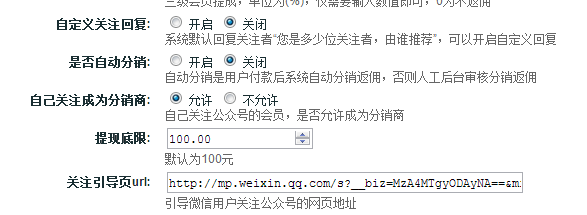 三级会员提成，单位为(%)，仅需要输入数值即可，0为不返佣
自定义关注回复: 开启 关闭
系统默认回复关注者“您是多少位关注者，由谁推荐”，可以开启自定义回复
是否自动分销: 开启 关闭
自动分销是用户付款后系统自动分销返佣，否则人工后台审核分销返佣
自己关注成为分销商: 允许 不允许
自己关注公众号的会员，是否允许成为分销商
提现底限: 100.00
默认为100元
关注引导页url: http://mp.weixin.qq.com/s?__biz=MzA4MTgyODAyNA==&m
引导微信用户关注公众号的网页地址